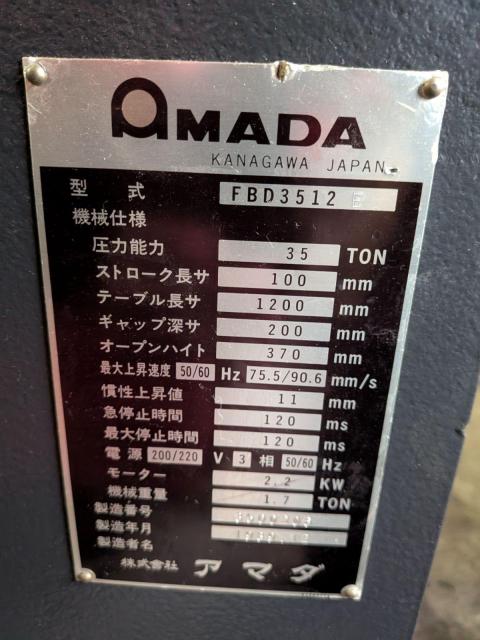 AMADA
KANAGAWA JAPAN
型 式 FBD3512 E
機械仕様
圧力能力 35 TON
ストローク長サ 100 mm
テーブル長サ 1200 mm
ギャップ深サ 200 mm
オープンハイト 370 mm
最大上昇速度 50/60 Hz 75.5/90.6 mm/s
慣性上昇値 11 mm
急停止時間 120 ms
最大停止時間 120 ms
電源 200/220 V 3 相 50/60 Hz
モーター 2.2 KW
機械重量 1.7 TON
製造番号
製造年月
製造者名
株式会社 アマダ